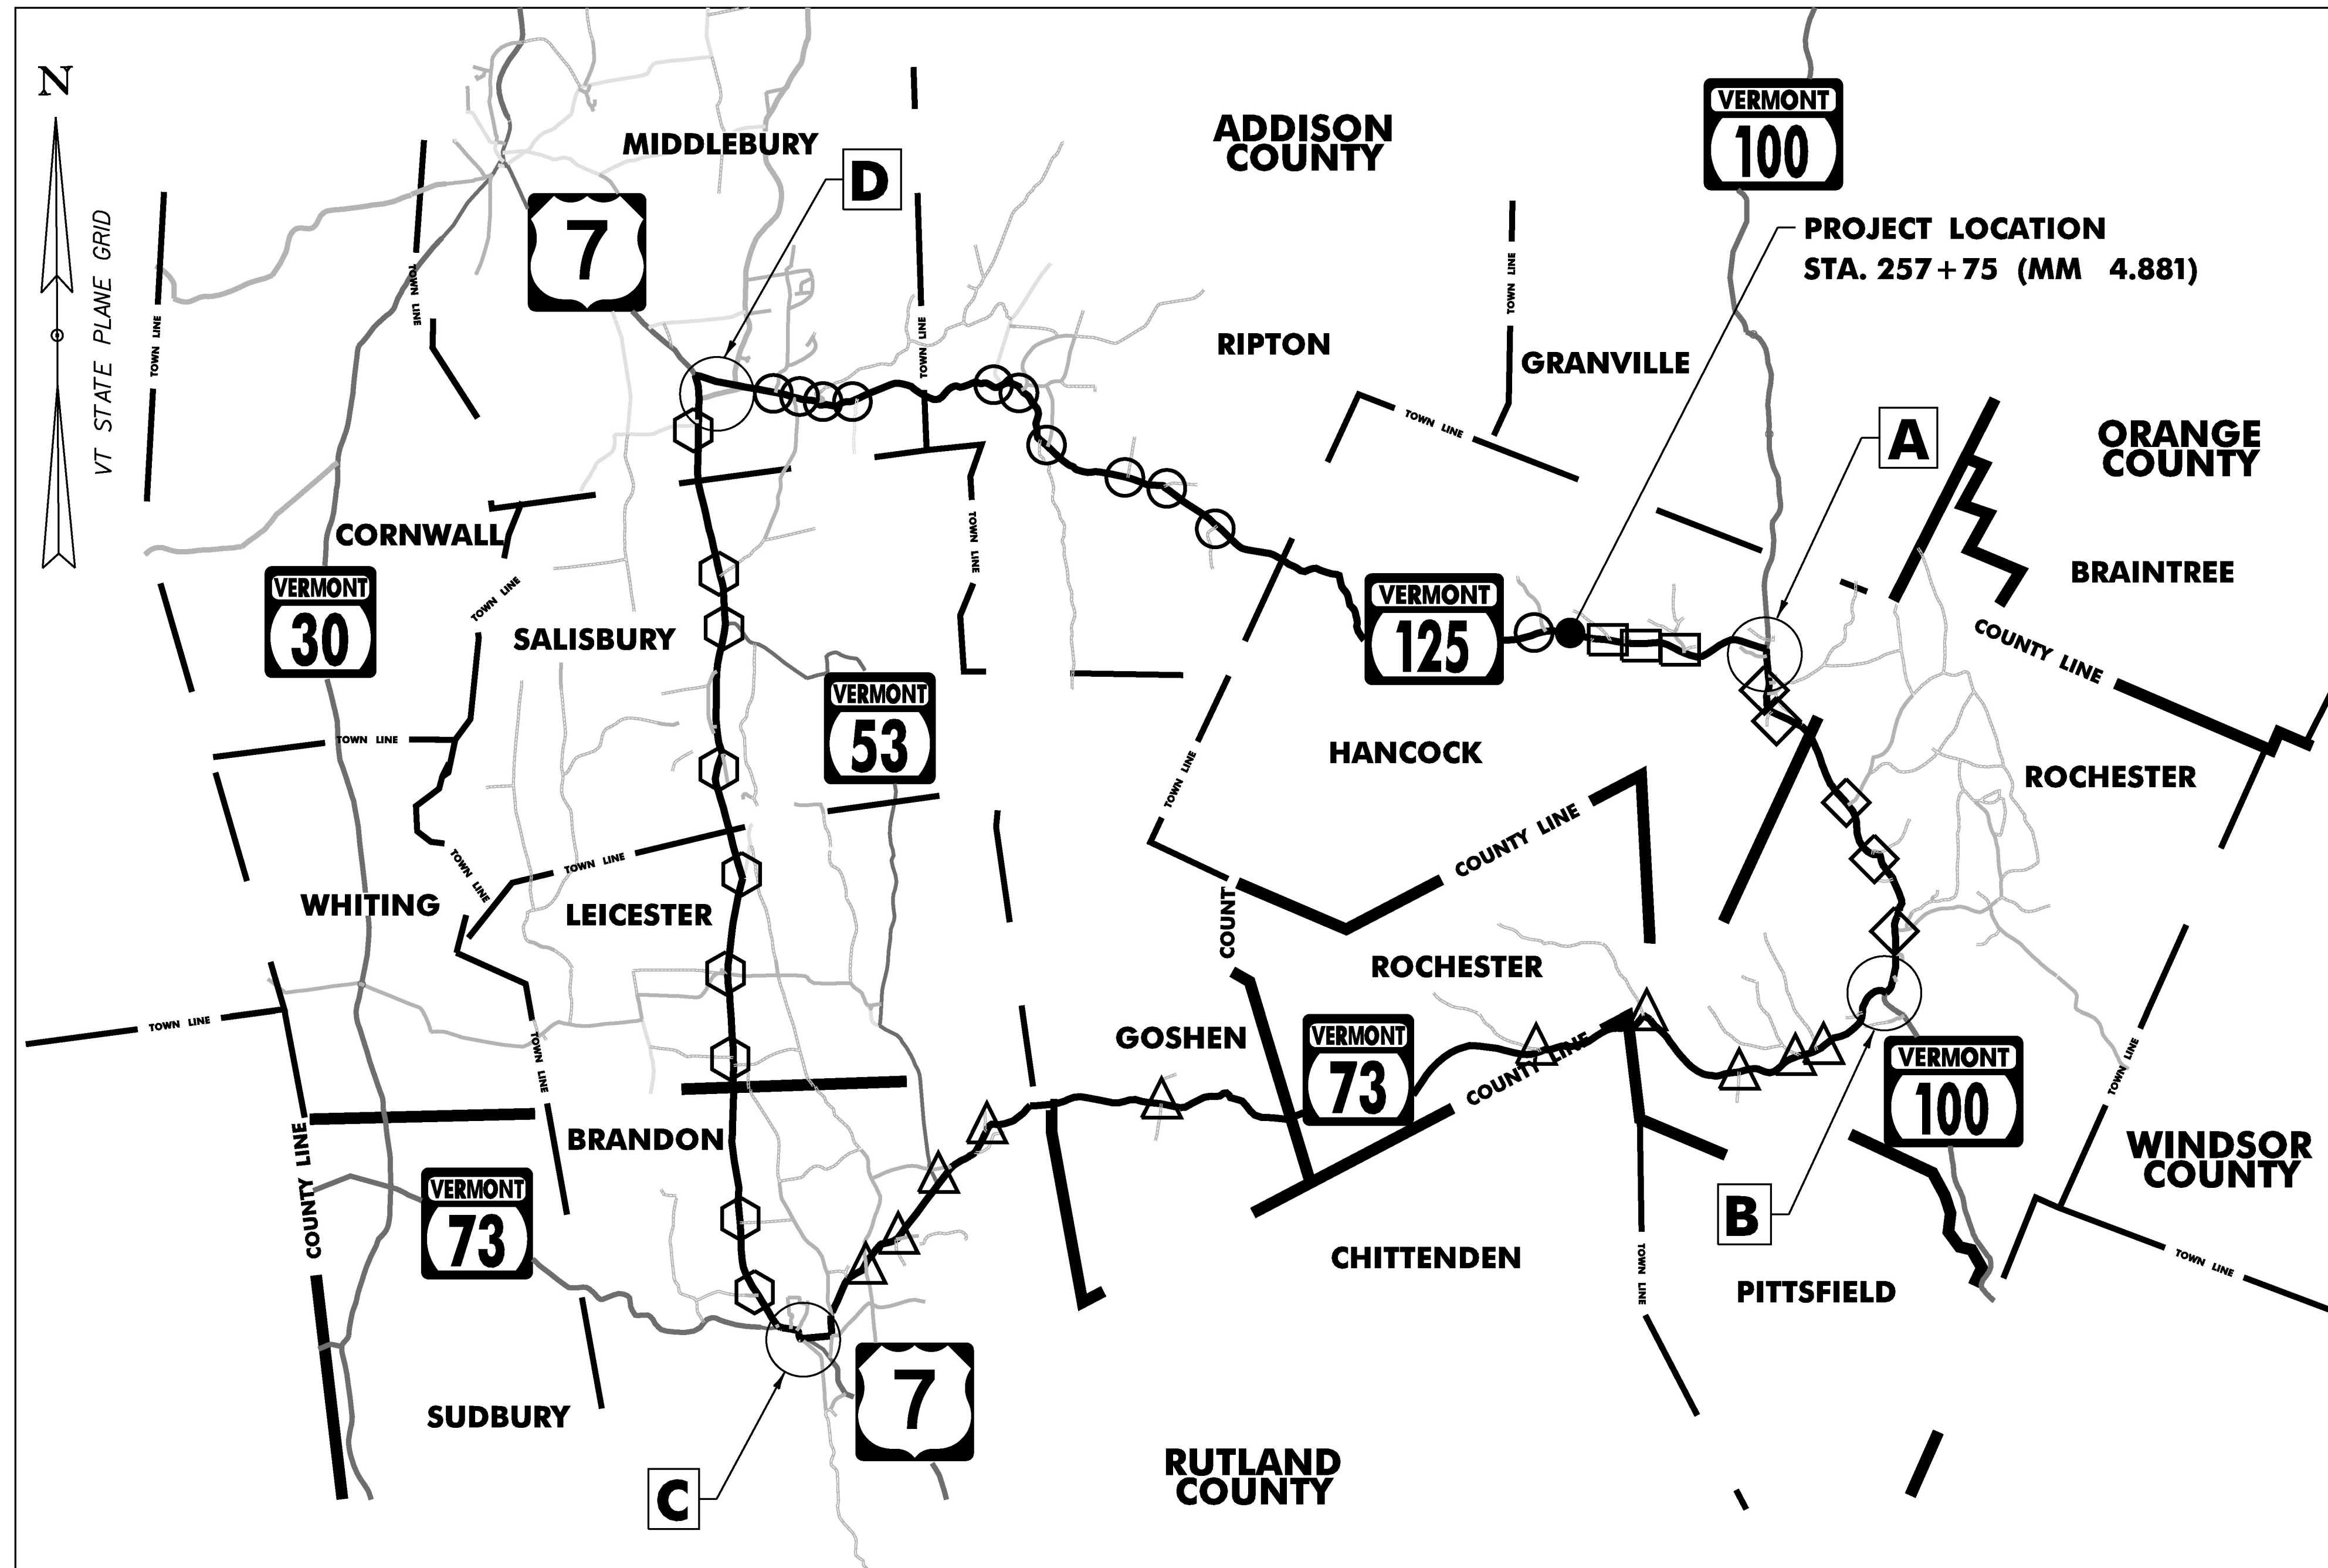 N
VT STATE PLANE GRID
MIDDLEBURY
ADDISON
COUNTY
VERMONT
100
D
7
PROJECT LOCATION
STA. 257+75 (MM 4.881)
TOWN LINE
TOWN LINE
TOWN LINE
TOWN LINE
RIPTON
GRANVILLE
TOWN LINE
A
ORANGE
COUNTY
CORNWALL
TOWN LINE
BRAINTREE
VERMONT
30
TOWN LINE
SALISBURY
VERMONT
125
COUNTY LINE
VERMONT
53
TOWN LINE
HANCOCK
TOWN LINE
ROCHESTER
COUNTY LINE
TOWN LINE
TOWN LINE
WHITING
LEICESTER
COUNT
ROCHESTER
TOWN LINE
GOSHEN
VERMONT
73
COUNTY LINE
TOWN LINE
TOWN LINE
VERMONT
100
COUNTY LINE
BRANDON
WINDSOR
COUNTY
VERMONT
73
B
CHITTENDEN
TOWN LINE
PITTSFIELD
TOWN LINE
7
SUDBURY
C
RUTLAND
COUNTY